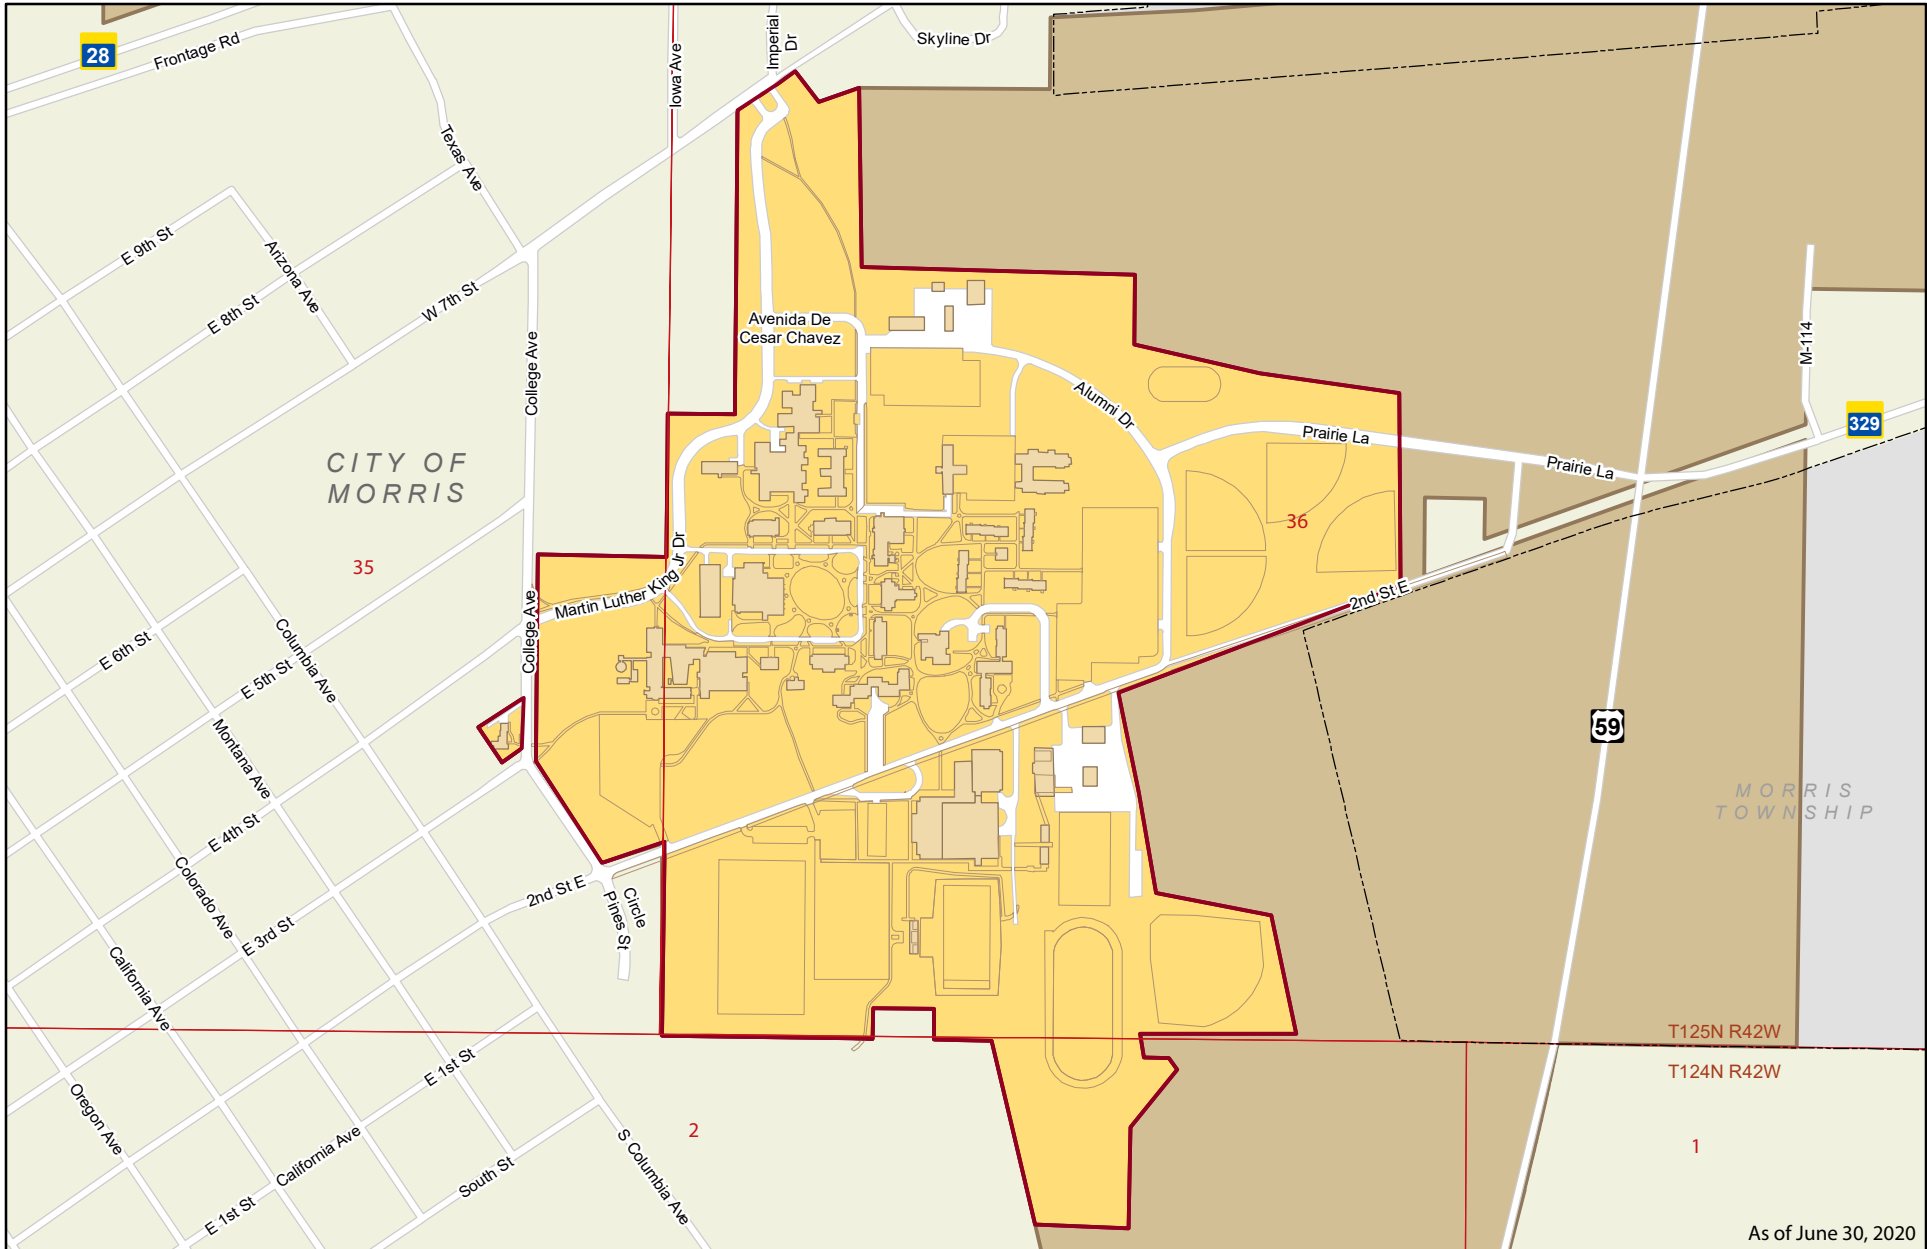 28
Frontage Rd
Iowa Ave
Imperial
Dr
Skyline Dr
Texas Ave
E 9th St
Arizona Ave
E 8th St
W 7th St
College Ave
Avenida De
Cesar Chavez
Alumni Dr
M-114
329
Prairie La
Prairie La
CITY OF
MORRIS
35
36
Martin Luther King Jr Dr
College Ave
2nd St E
E 6th St
Columbia Ave
E 5th St
Montana Ave
59
MORRIS
TOWNSHIP
E 4th St
Colorado Ave
2nd St E
Circle
Pines St
E 3rd St
California Ave
T125N R42W
T124N R42W
E 1st St
Oregon Ave
2
1
California Ave
South St
S Columbia Ave
E 1st St
As of June 30, 2020